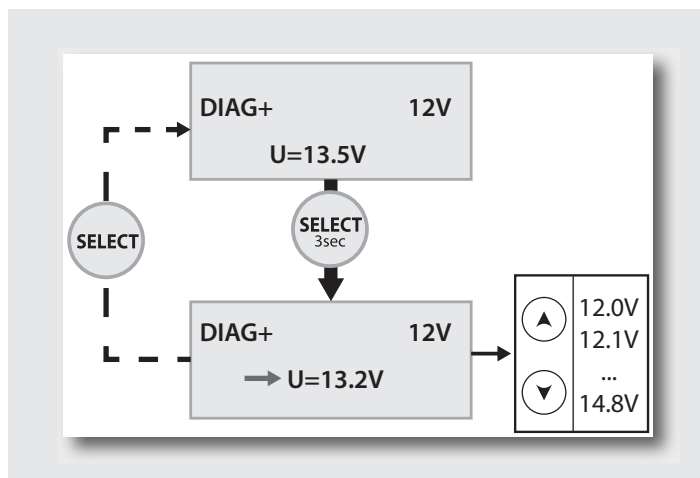 DIAG+ 12V
U=13.5V
SELECT
SELECT
3sec
DIAG+ 12V
U=13.2V
12.0V
12.1V
...
14.8V